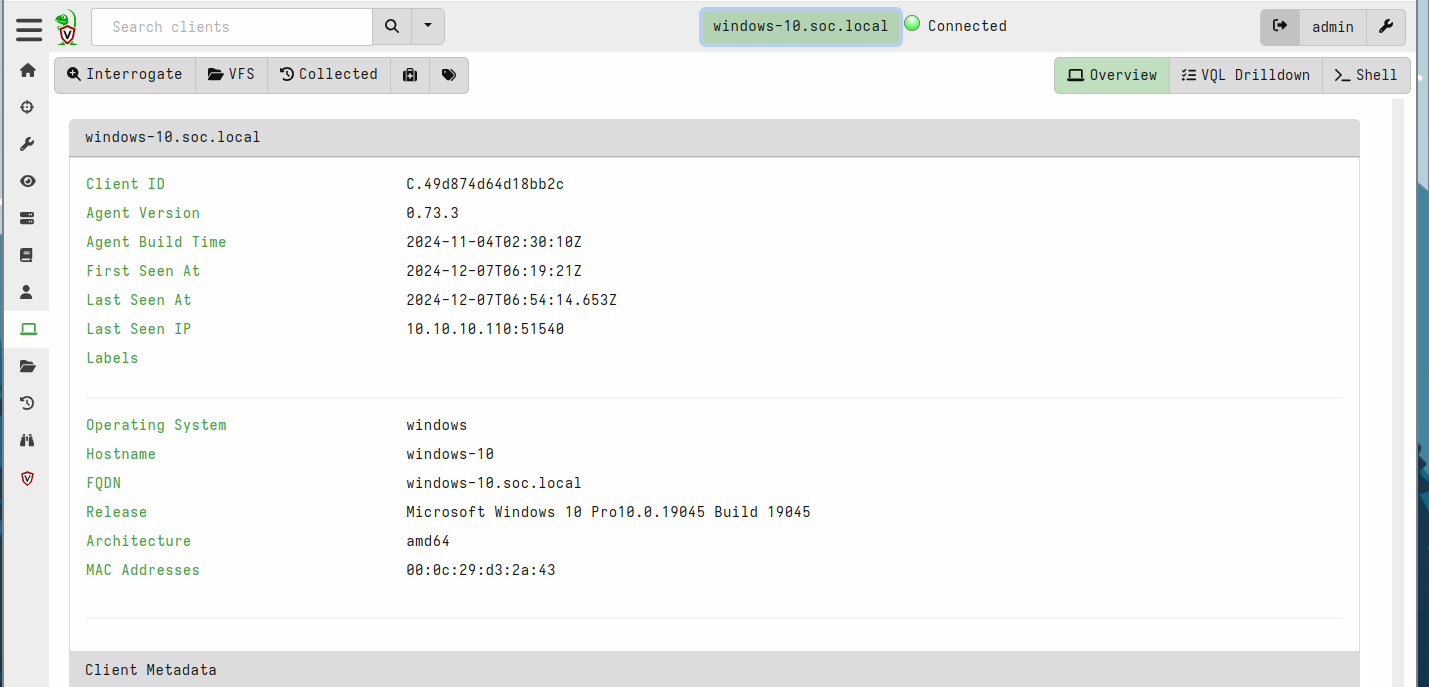 Search clients
windows-10.soc.local Connected
admin
Interrogate VFS Collected
Overview VQL Drilldown Shell
windows-10.soc.local
Client ID C.49d874d64d18bb2c
Agent Version 0.73.3
Agent Build Time 2024-11-04T02:30:10Z
First Seen At 2024-12-07T06:19:21Z
Last Seen At 2024-12-07T06:54:14.653Z
Last Seen IP 10.10.10.110:51540
Labels
Operating System windows
Hostname windows-10
FQDN windows-10.soc.local
Release Microsoft Windows 10 Pro10.0.19045 Build 19045
Architecture amd64
MAC Addresses 00:0c:29:d3:2a:43
Client Metadata